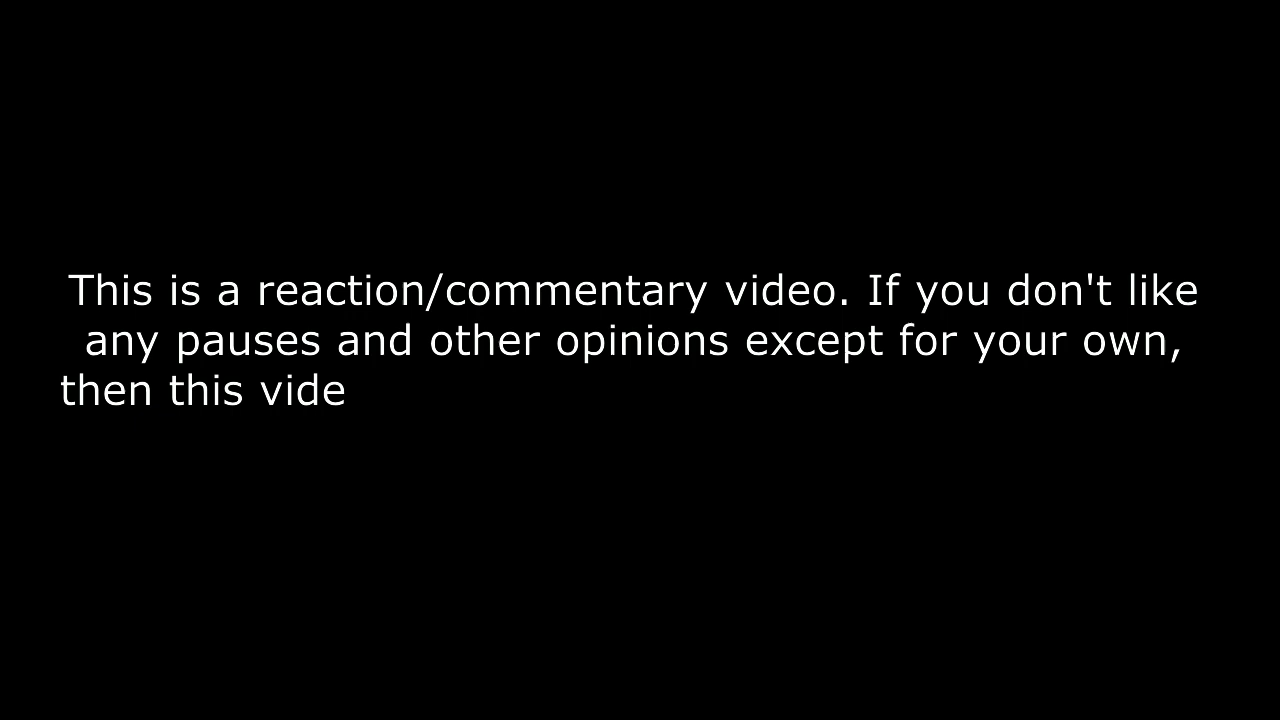 This is a reaction/commentary video. If you don't like
any pauses and other opinions except for your own,
then this vide